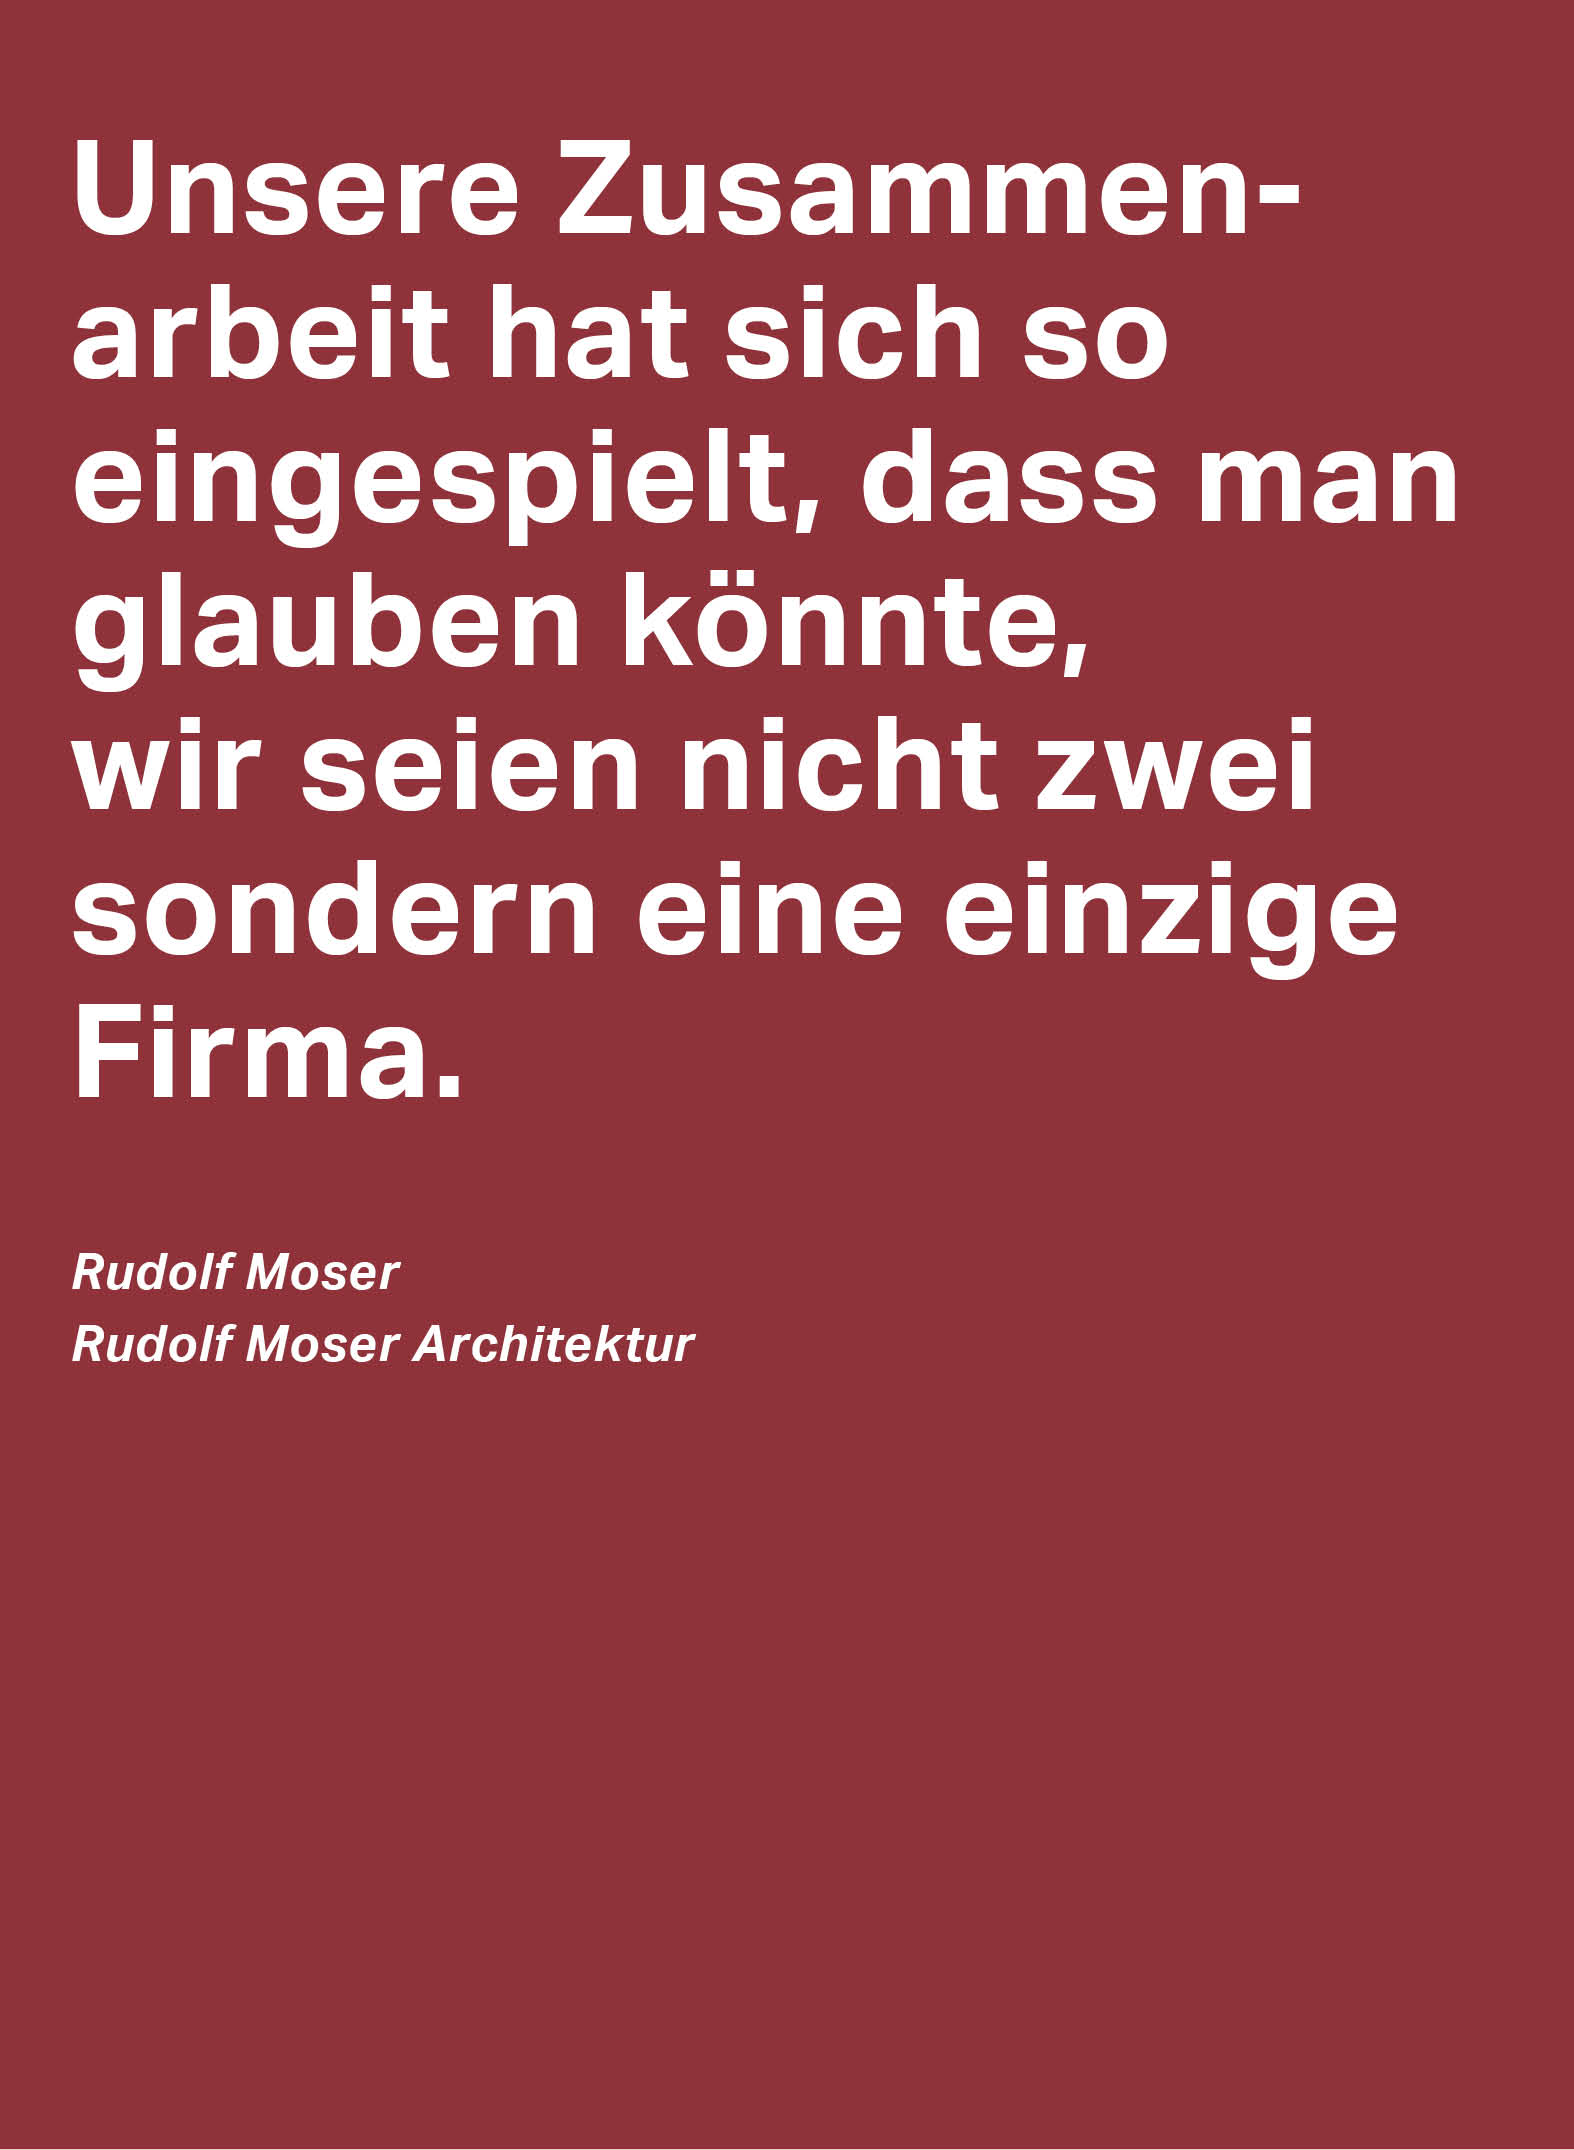 Unsere Zusammen-
arbeit hat sich so
eingespielt, dass man
glauben könnte,
wir seien nicht zwei
sondern eine einzige
Firma.
Rudolf Moser
Rudolf Moser Architektur